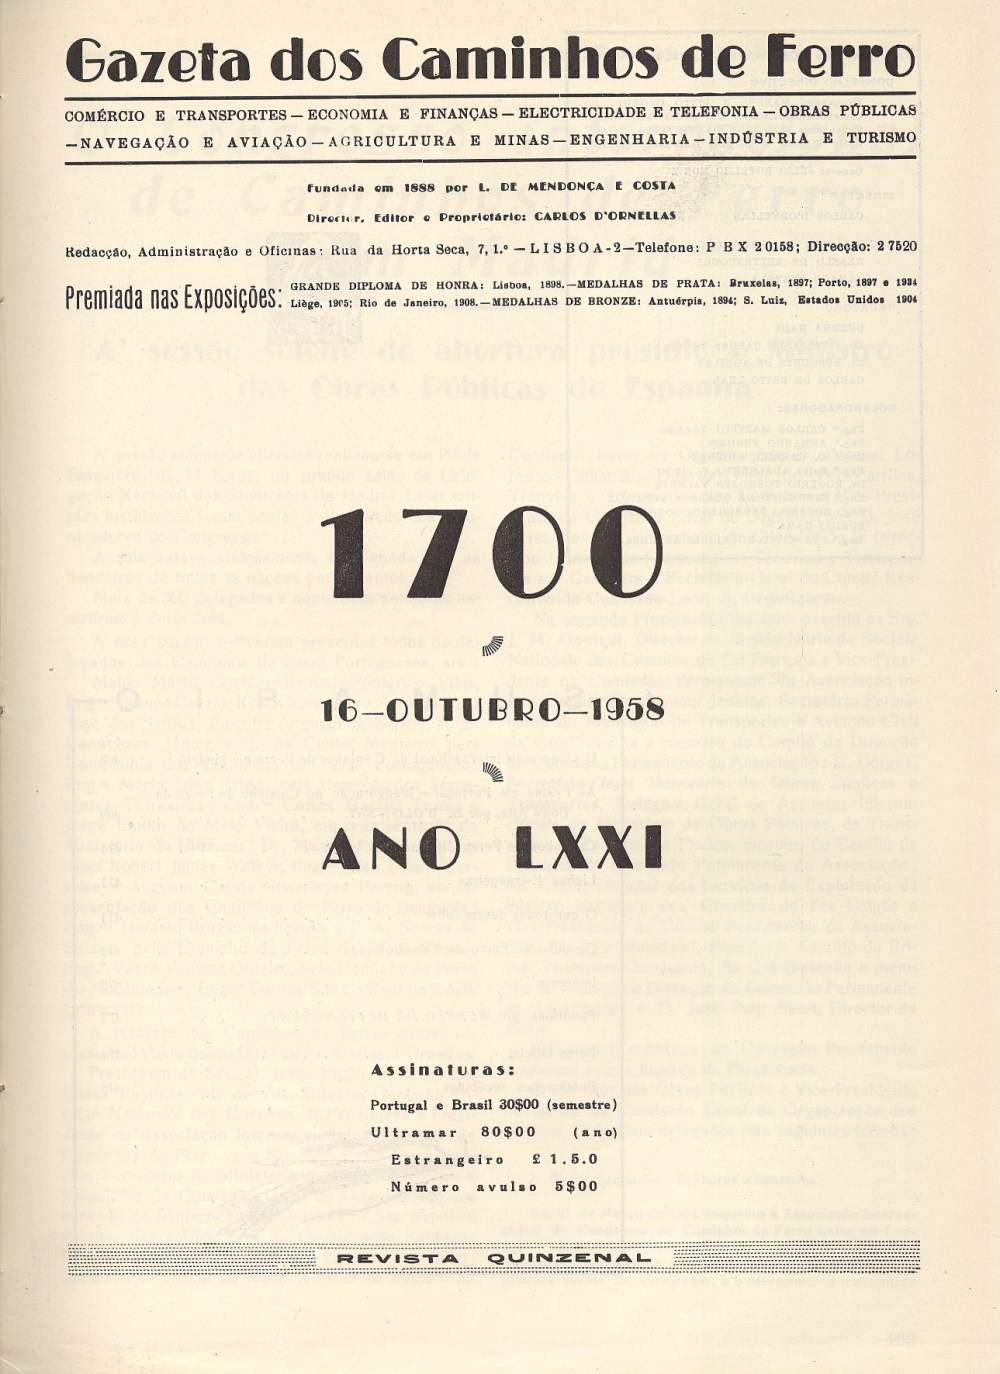 Gazeta dos Caminhos de Ferro
COMÉRCIO E TRANSPORTES — ECONOMIA E FINANÇAS — ELECTRICIDADE E TELEFONIA — OBRAS PÚBLICAS
— NAVEGAÇÃO E AVIAÇÃO — AGRICULTURA E MINAS — ENGENHARIA — INDÚSTRIA E TURISMO
Fundada em 1888 por L. DE MENDONÇA E COSTA
Director, Editor e Proprietário: CARLOS D'ORNELLAS
Redacção, Administração e Oficinas: Rua da Horta Seca, 7, 1.º — LISBOA-2 — Telefone: P B X 20158; Direcção: 27520
Premiada nas Exposições: GRANDE DIPLOMA DE HONRA: Lisboa, 1898. — MEDALHAS DE PRATA: Bruxelas, 1897; Porto, 1897 e 1934
Liège, 1905; Rio de Janeiro, 1908. — MEDALHAS DE BRONZE: Antuérpia, 1894; S. Luiz, Estados Unidos 1904
1700
16—OUTUBRO—1958
ANO LXXI
Assinaturas:
Portugal e Brasil 30$00 (semestre)
Ultramar 80$00 (ano)
Estrangeiro £ 1.5.0
Número avulso 5$00
REVISTA QUINZENAL